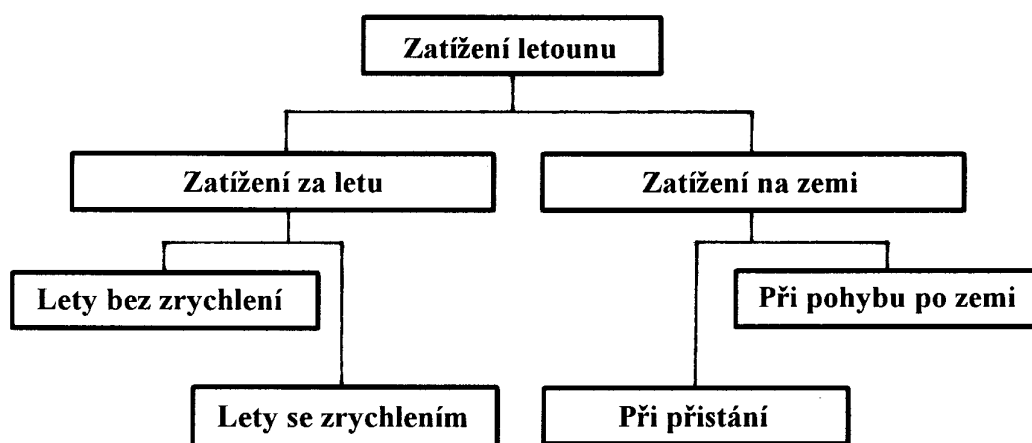 Zatížení letounu
Zatížení za letu
Zatížení na zemi
Lety bez zrychlení
Při pohybu po zemi
Lety se zrychlením
Při přistání